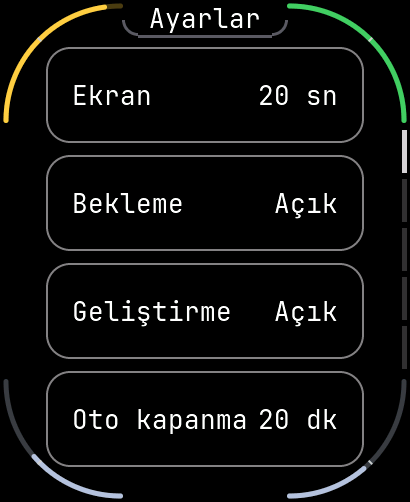 Ayarlar
Ekran 20 sn
Bekleme Açık
Geliştirme Açık
Oto kapanma 20 dk